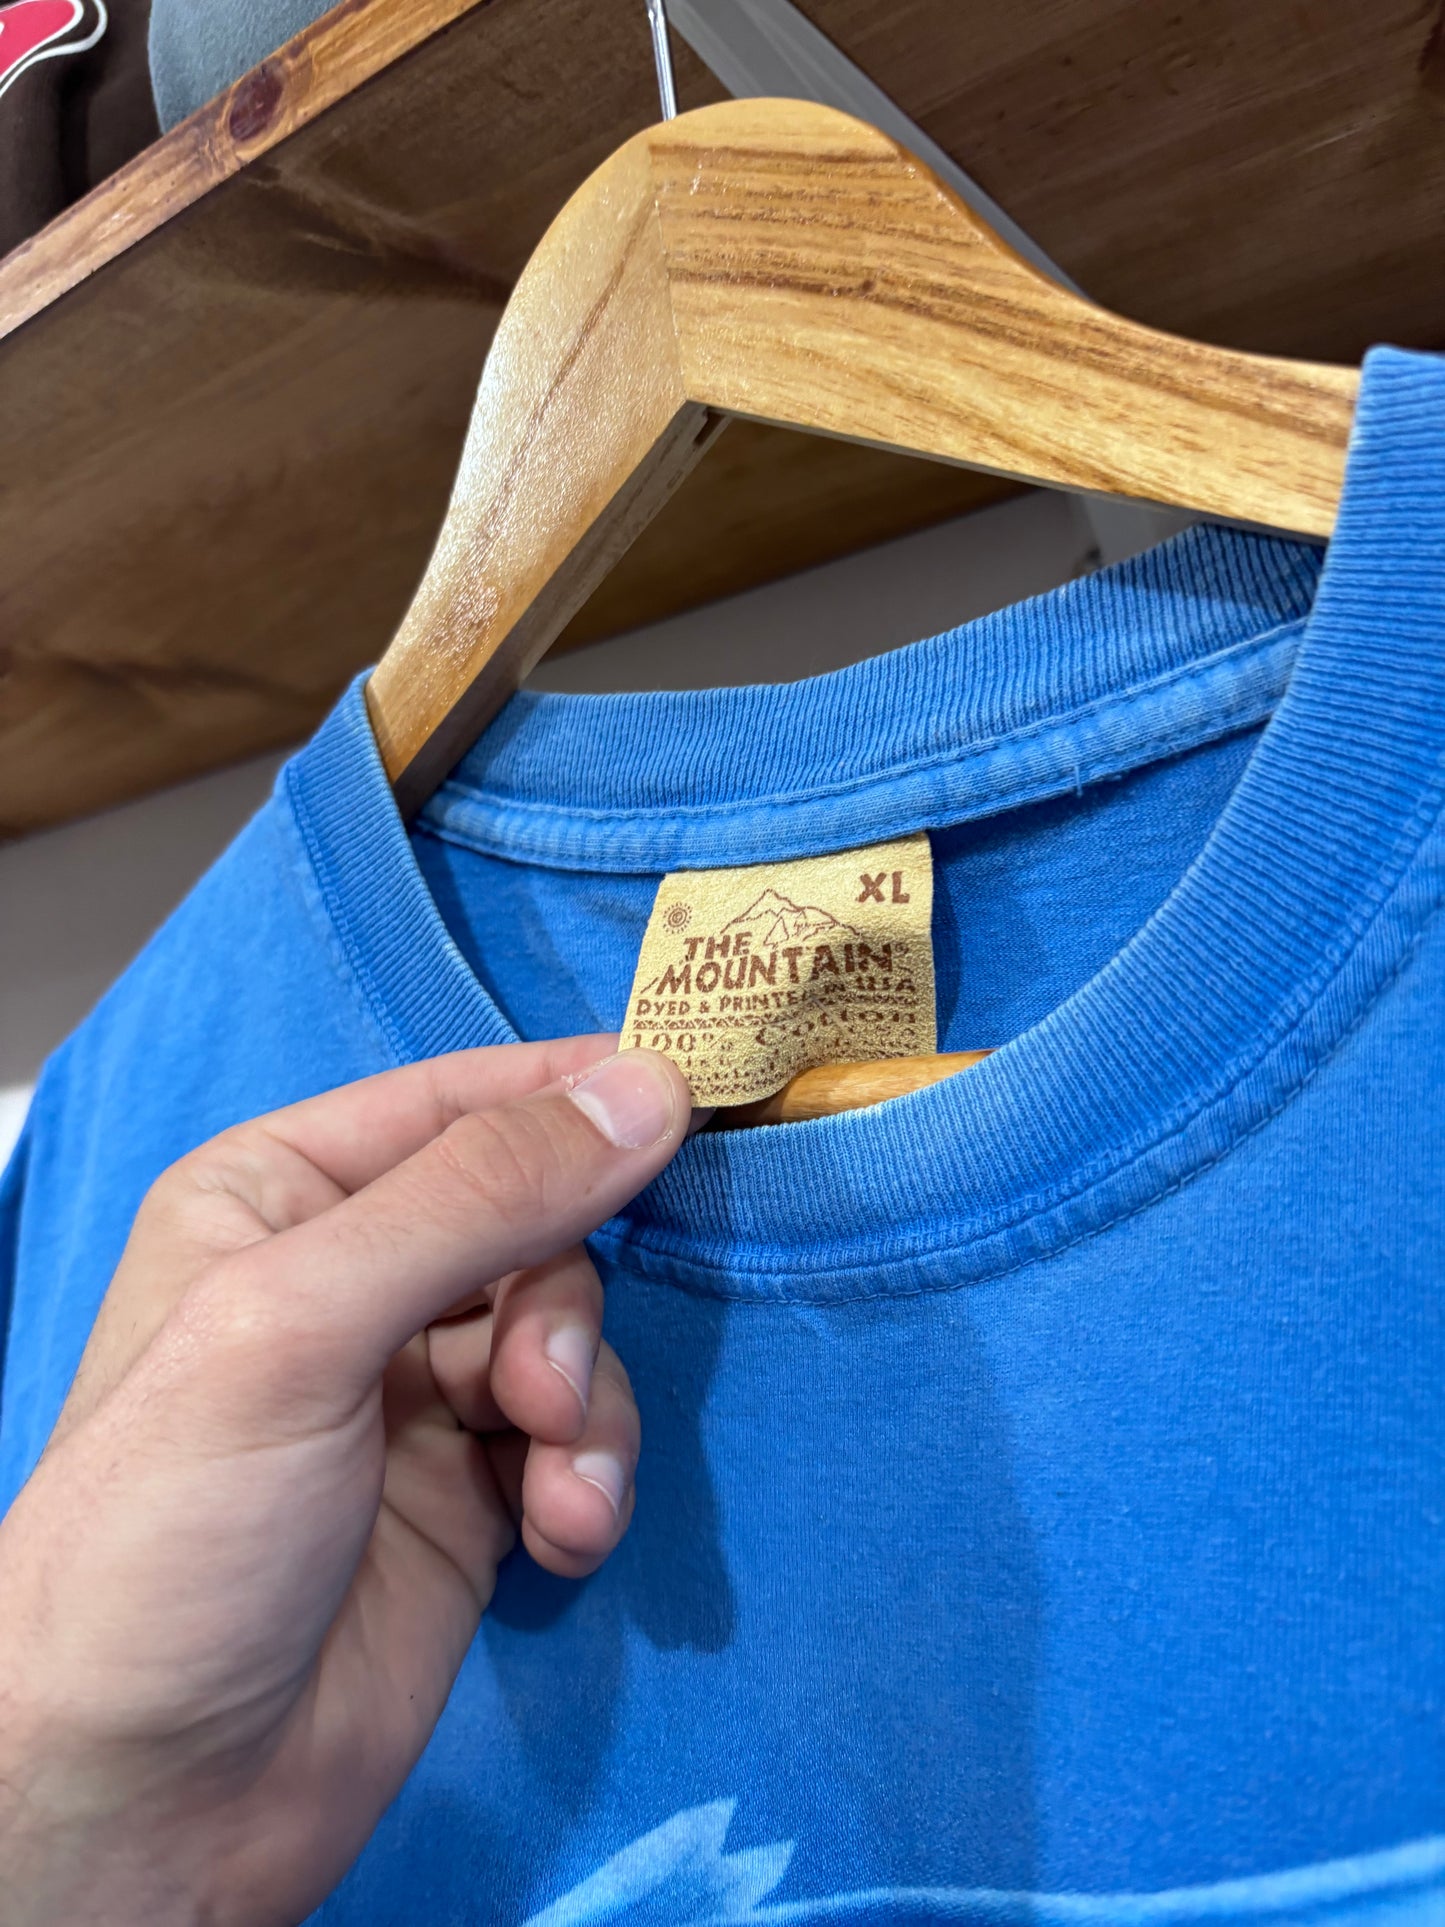 XL
©
THE
MOUNTAIN®
DYED & PRINTED IN USA
100% Cotton